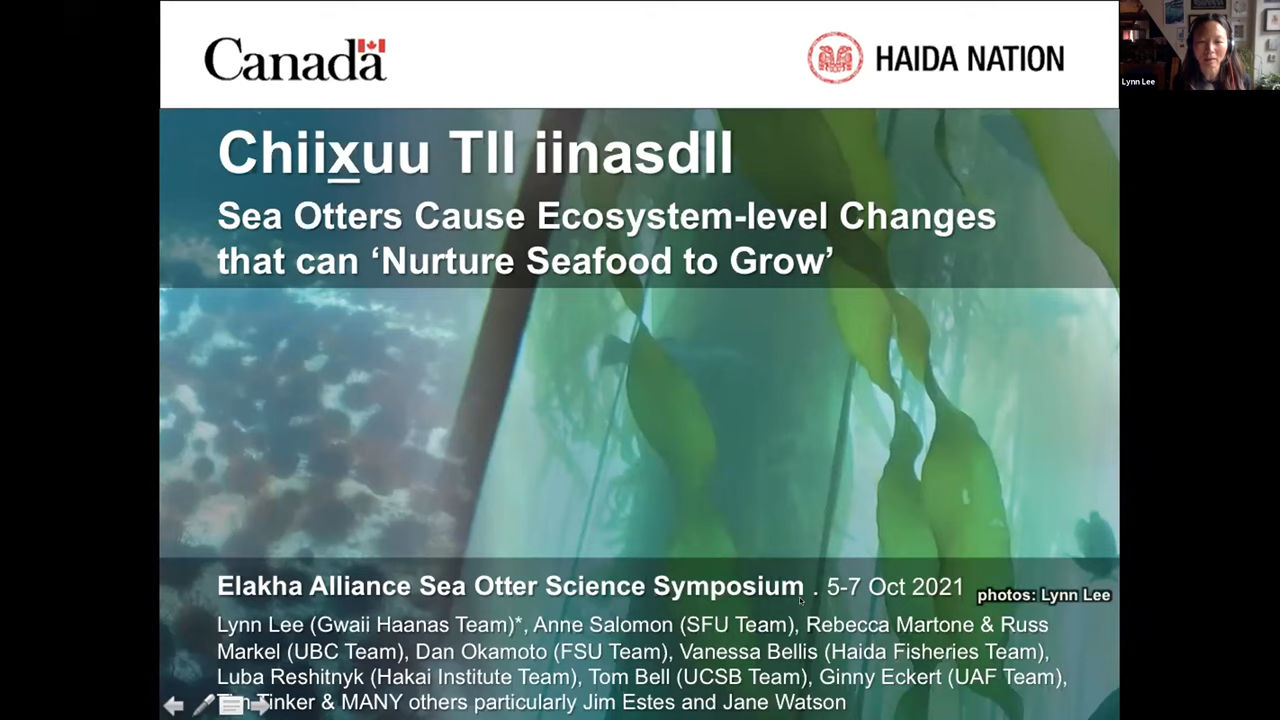 Canada
HAIDA NATION
Lynn Lee
Chiix̲uu Tll iinasdll
Sea Otters Cause Ecosystem-level Changes
that can ‘Nurture Seafood to Grow’
Elakha Alliance Sea Otter Science Symposium . 5-7 Oct 2021
photos: Lynn Lee
Lynn Lee (Gwaii Haanas Team)*, Anne Salomon (SFU Team), Rebecca Martone & Russ
Markel (UBC Team), Dan Okamoto (FSU Team), Vanessa Bellis (Haida Fisheries Team),
Luba Reshitnyk (Hakai Institute Team), Tom Bell (UCSB Team), Ginny Eckert (UAF Team),
Tinker & MANY others particularly Jim Estes and Jane Watson